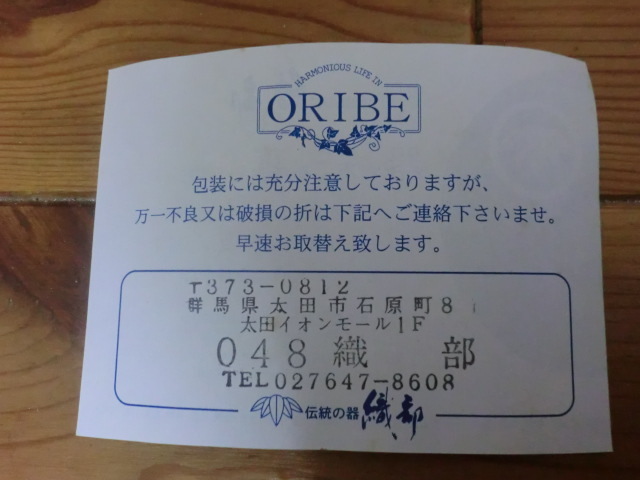 HARMONIOUS LIFE IN
ORIBE
包装には充分注意しておりますが、
万一不良又は破損の折は下記へご連絡下さいませ。
早速お取替え致します。
〒373-0812
群馬県太田市石原町8
太田イオンモール1F
048織 部
TEL027647-8608
伝統の器 織部